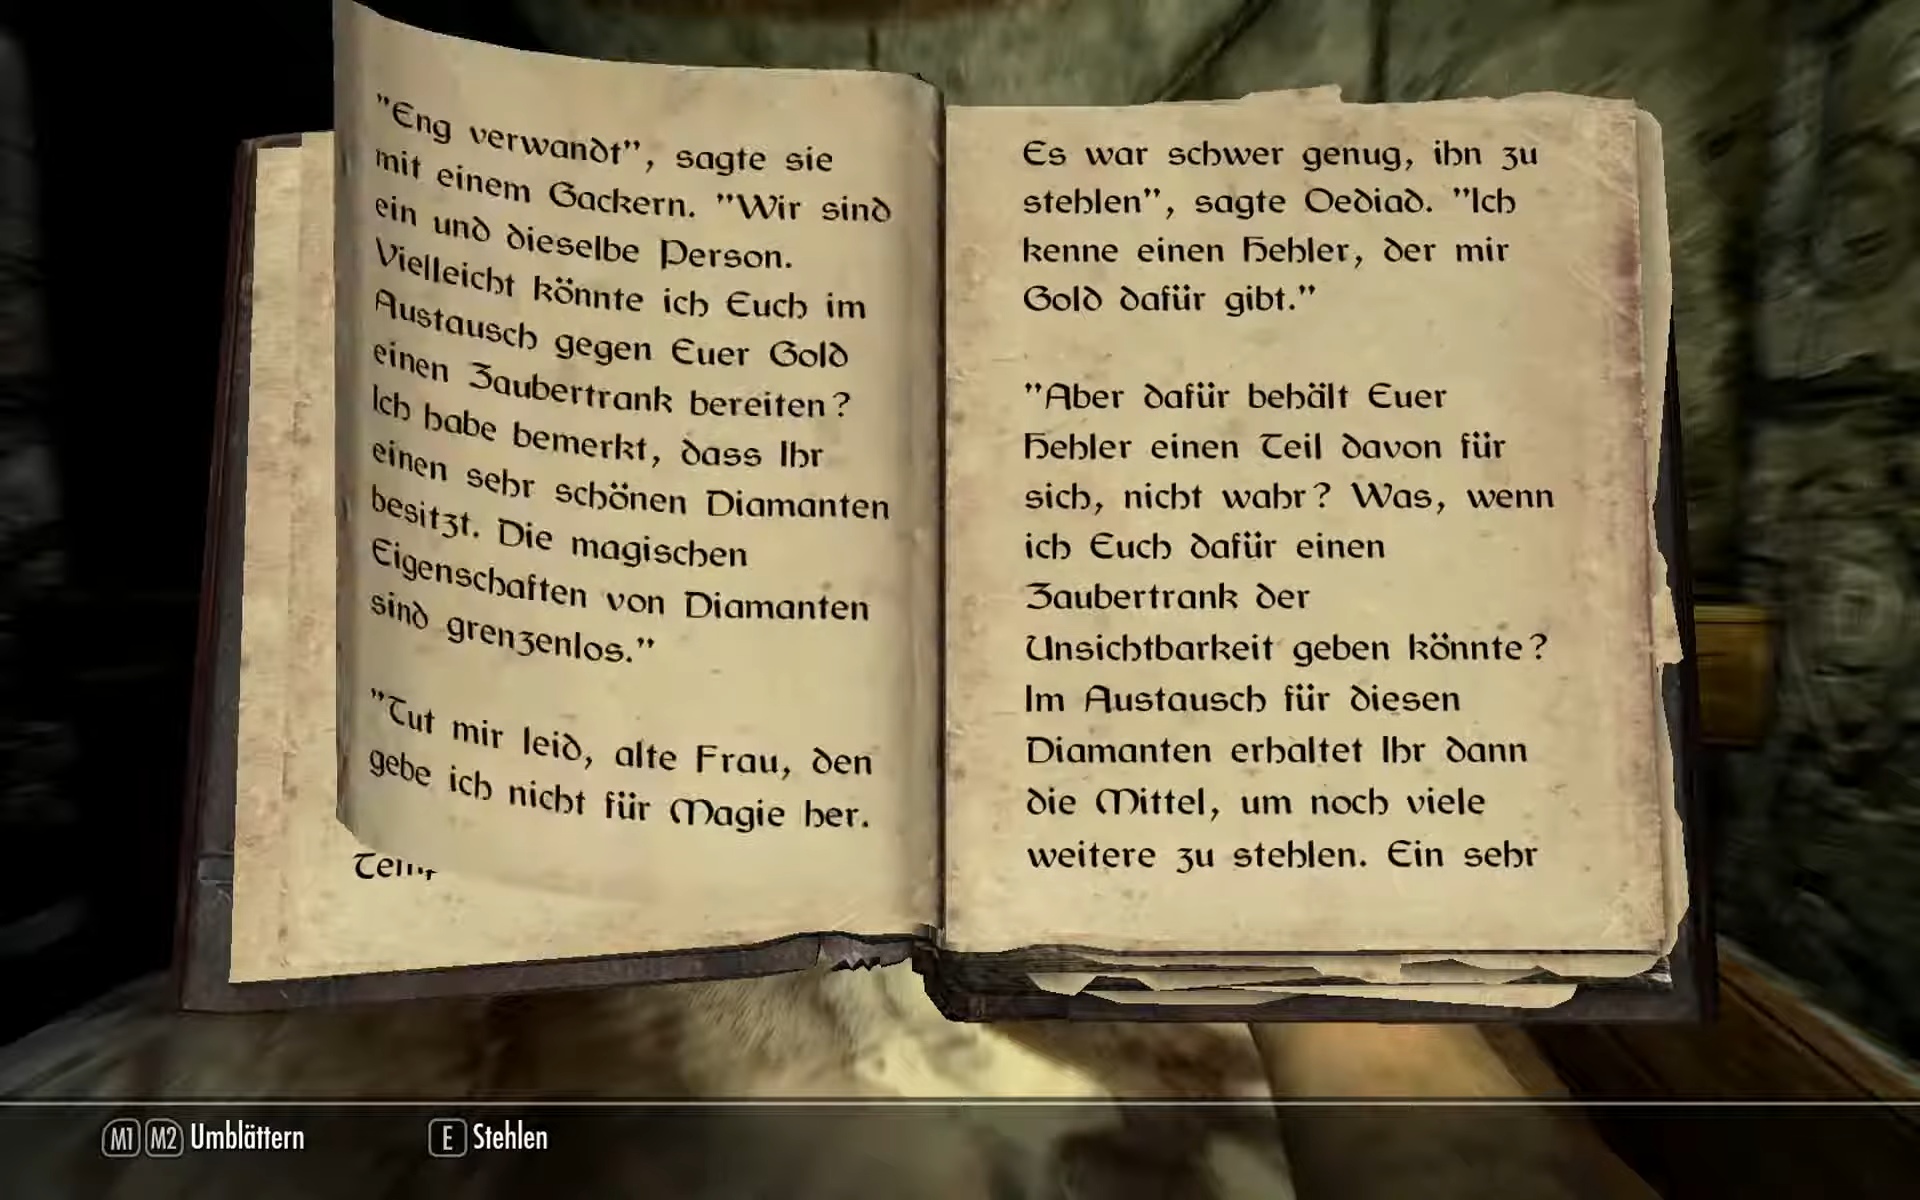 "Eng verwandt", sagte sie
mit einem Gackern. "Wir sind
ein und dieselbe Person.
Vielleicht könnte ich Euch im
Austausch gegen Euer Gold
einen Zaubertrank bereiten?
Ich habe bemerkt, dass Ihr
einen sehr schönen Diamanten
besitzt. Die magischen
Eigenschaften von Diamanten
sind grenzenlos."
"Tut mir leid, alte Frau, den
gebe ich nicht für Magie her.
Es war schwer genug, ihn zu
stehlen", sagte Oediad. "Ich
kenne einen Hehler, der mir
Gold dafür gibt."
"Aber dafür behält Euer
Hehler einen Teil davon für
sich, nicht wahr? Was, wenn
ich Euch dafür einen
Zaubertrank der
Unsichtbarkeit geben könnte?
Im Austausch für diesen
Diamanten erhaltet Ihr dann
die Mittel, um noch viele
weitere zu stehlen. Ein sehr
M1 M2 Umblättern
E Stehlen